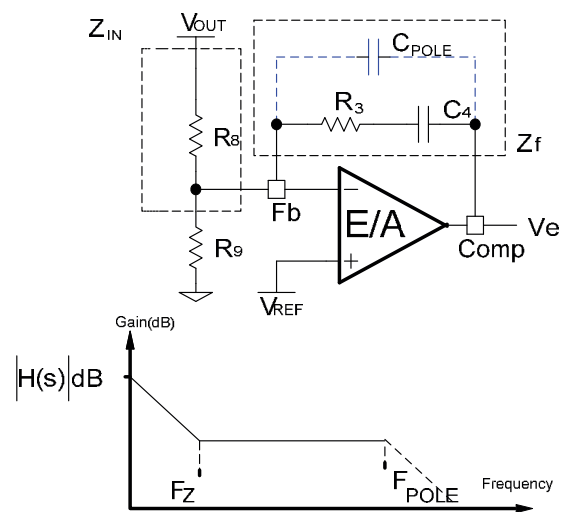 ZIN
VOUT
CPOLE
R3
C4
R8
Zf
Fb
E/A
Ve
Comp
R9
VREF
Gain(dB)
|H(s)|dB
FZ
FPOLE
Frequency